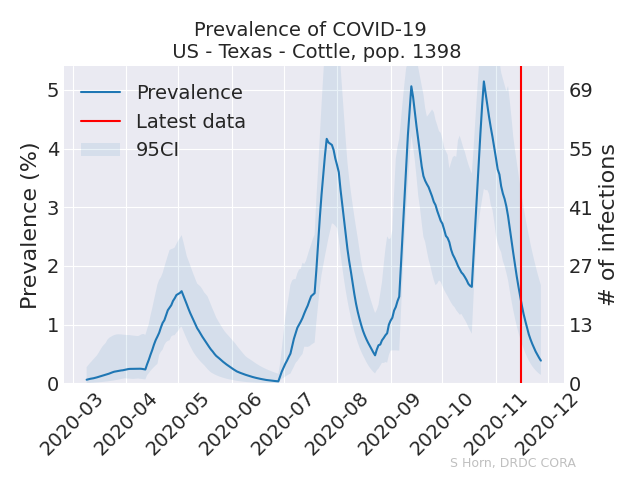 Prevalence of COVID-19
US - Texas - Cottle, pop. 1398
Prevalence
Latest data
95CI
Prevalence (%)
5
4
3
2
1
0
# of infections
69
55
41
27
13
0
2020-03
2020-04
2020-05
2020-06
2020-07
2020-08
2020-09
2020-10
2020-11
2020-12
S Horn, DRDC CORA